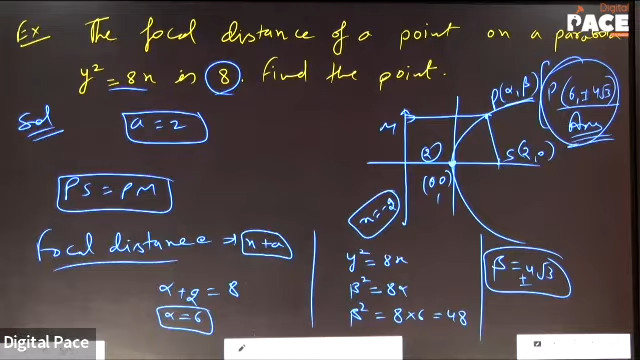 Digital
PACE
Ex The focal distance of a point on a parabola
y² = 8x is 8. Find the point.
Sol a = 2
PS = PM
Focal distance → x + a
α + 2 = 8
α = 6
y² = 8x
β² = 8α
β² = 8 × 6 = 48
β = ± 4√3
M
(2)
(0,0)
x = -2
P(α, β)
S(2, 0)
P (6, ± 4√3)
Ans
Digital Pace